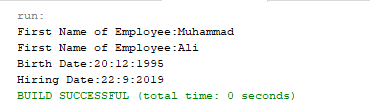 run:
First Name of Employee:Muhammad
First Name of Employee:Ali
Birth Date:20:12:1995
Hiring Date:22:9:2019
BUILD SUCCESSFUL (total time: 0 seconds)